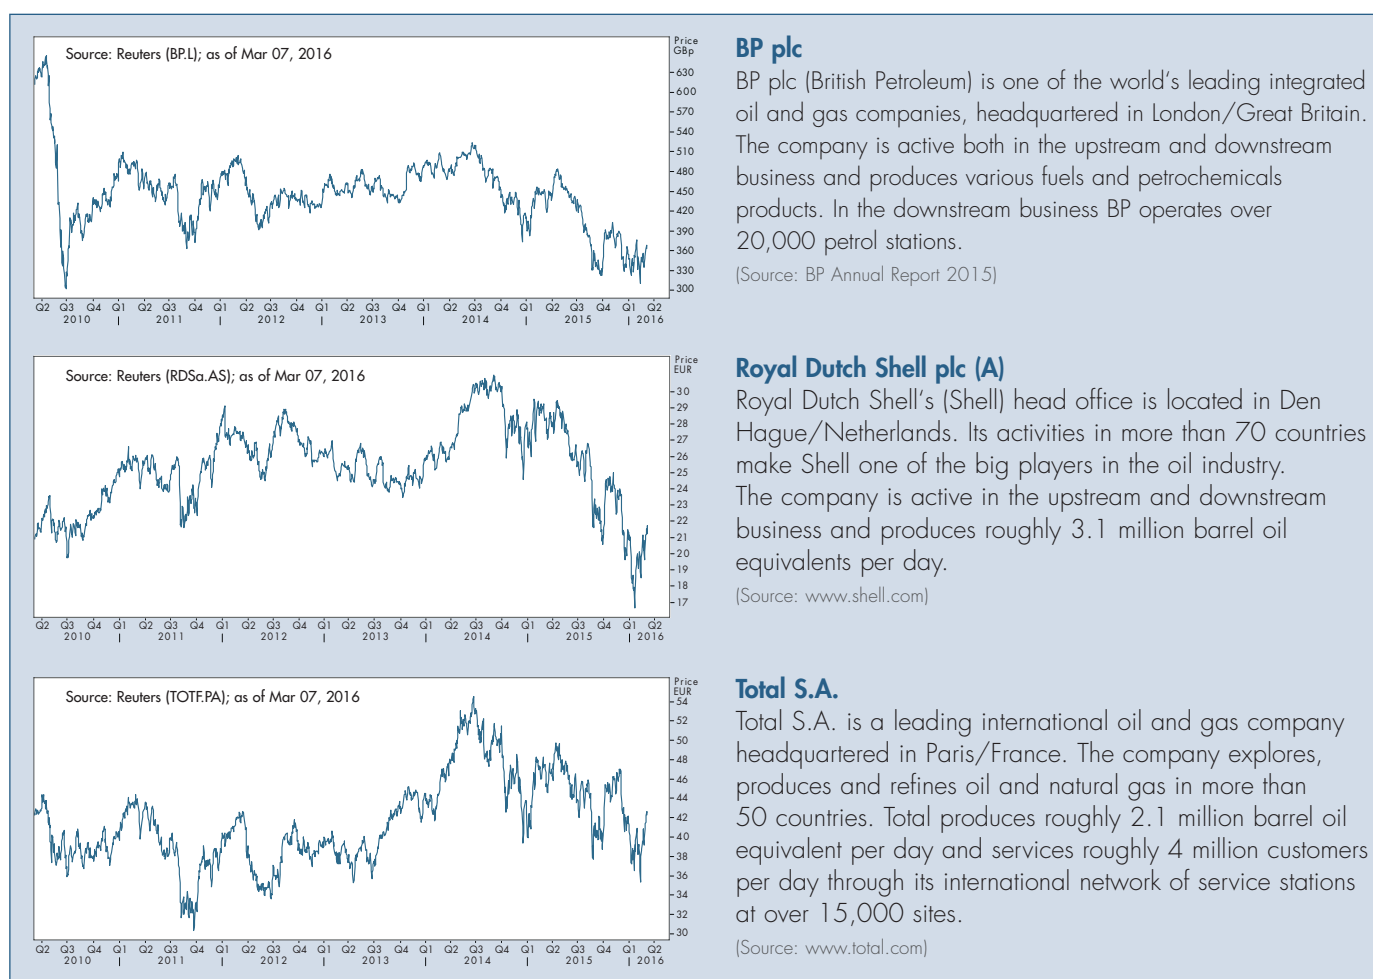 Source: Reuters (BP.L); as of Mar 07, 2016
Price
GBp
630
600
570
540
510
480
450
420
390
360
330
300
Q2 Q3 Q4 Q1 Q2 Q3 Q4 Q1 Q2 Q3 Q4 Q1 Q2 Q3 Q4 Q1 Q2 Q3 Q4 Q1 Q2 Q3 Q4 Q1 Q2
2010 2011 2012 2013 2014 2015 2016
BP plc
BP plc (British Petroleum) is one of the world's leading integrated
oil and gas companies, headquartered in London/Great Britain.
The company is active both in the upstream and downstream
business and produces various fuels and petrochemicals
products. In the downstream business BP operates over
20,000 petrol stations.
(Source: BP Annual Report 2015)
Source: Reuters (RDSa.AS); as of Mar 07, 2016
Price
EUR
30
29
28
27
26
25
24
23
22
21
20
19
18
17
Q2 Q3 Q4 Q1 Q2 Q3 Q4 Q1 Q2 Q3 Q4 Q1 Q2 Q3 Q4 Q1 Q2 Q3 Q4 Q1 Q2 Q3 Q4 Q1 Q2
2010 2011 2012 2013 2014 2015 2016
Royal Dutch Shell plc (A)
Royal Dutch Shell's (Shell) head office is located in Den
Hague/Netherlands. Its activities in more than 70 countries
make Shell one of the big players in the oil industry.
The company is active in the upstream and downstream
business and produces roughly 3.1 million barrel oil
equivalents per day.
(Source: www.shell.com)
Source: Reuters (TOTF.PA); as of Mar 07, 2016
Price
EUR
54
52
50
48
46
44
42
40
38
36
34
32
30
Q2 Q3 Q4 Q1 Q2 Q3 Q4 Q1 Q2 Q3 Q4 Q1 Q2 Q3 Q4 Q1 Q2 Q3 Q4 Q1 Q2 Q3 Q4 Q1 Q2
2010 2011 2012 2013 2014 2015 2016
Total S.A.
Total S.A. is a leading international oil and gas company
headquartered in Paris/France. The company explores,
produces and refines oil and natural gas in more than
50 countries. Total produces roughly 2.1 million barrel oil
equivalent per day and services roughly 4 million customers
per day through its international network of service stations
at over 15,000 sites.
(Source: www.total.com)